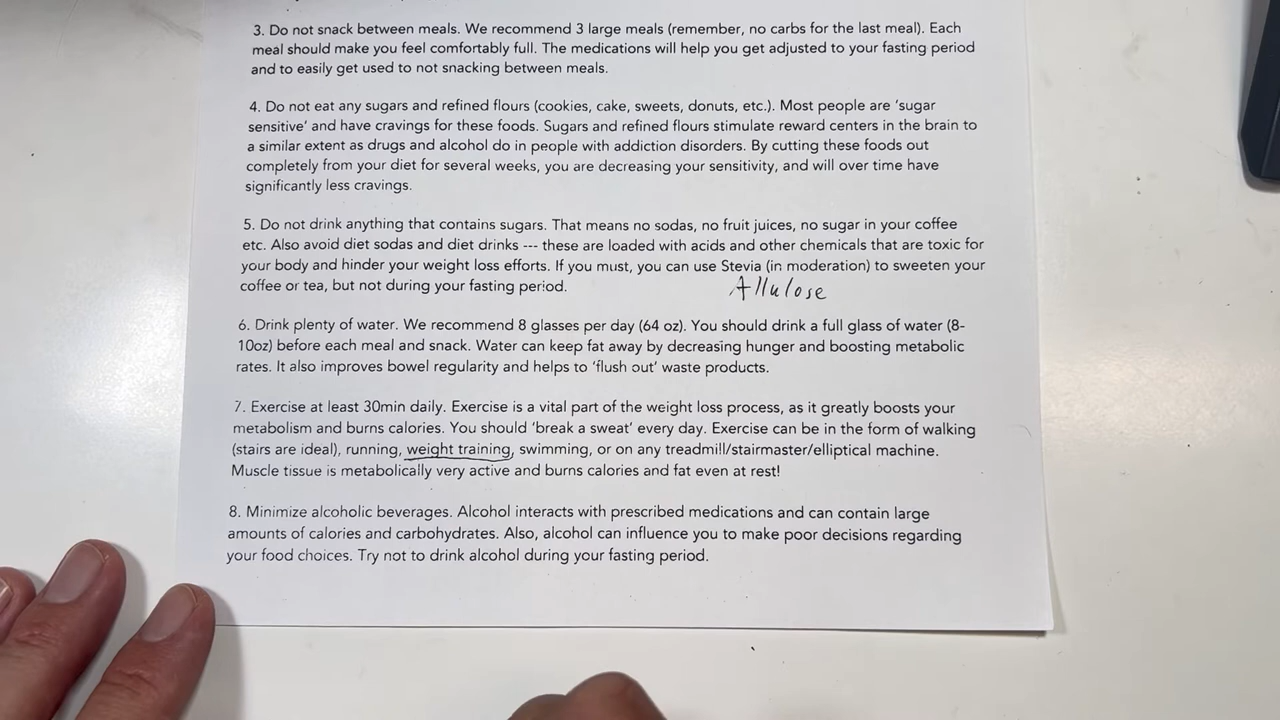 3. Do not snack between meals. We recommend 3 large meals (remember, no carbs for the last meal). Each
meal should make you feel comfortably full. The medications will help you get adjusted to your fasting period
and to easily get used to not snacking between meals.
4. Do not eat any sugars and refined flours (cookies, cake, sweets, donuts, etc.). Most people are ‘sugar
sensitive’ and have cravings for these foods. Sugars and refined flours stimulate reward centers in the brain to
a similar extent as drugs and alcohol do in people with addiction disorders. By cutting these foods out
completely from your diet for several weeks, you are decreasing your sensitivity, and will over time have
significantly less cravings.
5. Do not drink anything that contains sugars. That means no sodas, no fruit juices, no sugar in your coffee
etc. Also avoid diet sodas and diet drinks --- these are loaded with acids and other chemicals that are toxic for
your body and hinder your weight loss efforts. If you must, you can use Stevia (in moderation) to sweeten your
coffee or tea, but not during your fasting period.
Allulose
6. Drink plenty of water. We recommend 8 glasses per day (64 oz). You should drink a full glass of water (8-
10oz) before each meal and snack. Water can keep fat away by decreasing hunger and boosting metabolic
rates. It also improves bowel regularity and helps to ‘flush out’ waste products.
7. Exercise at least 30min daily. Exercise is a vital part of the weight loss process, as it greatly boosts your
metabolism and burns calories. You should ‘break a sweat’ every day. Exercise can be in the form of walking
(stairs are ideal), running, weight training, swimming, or on any treadmill/stairmaster/elliptical machine.
Muscle tissue is metabolically very active and burns calories and fat even at rest!
8. Minimize alcoholic beverages. Alcohol interacts with prescribed medications and can contain large
amounts of calories and carbohydrates. Also, alcohol can influence you to make poor decisions regarding
your food choices. Try not to drink alcohol during your fasting period.